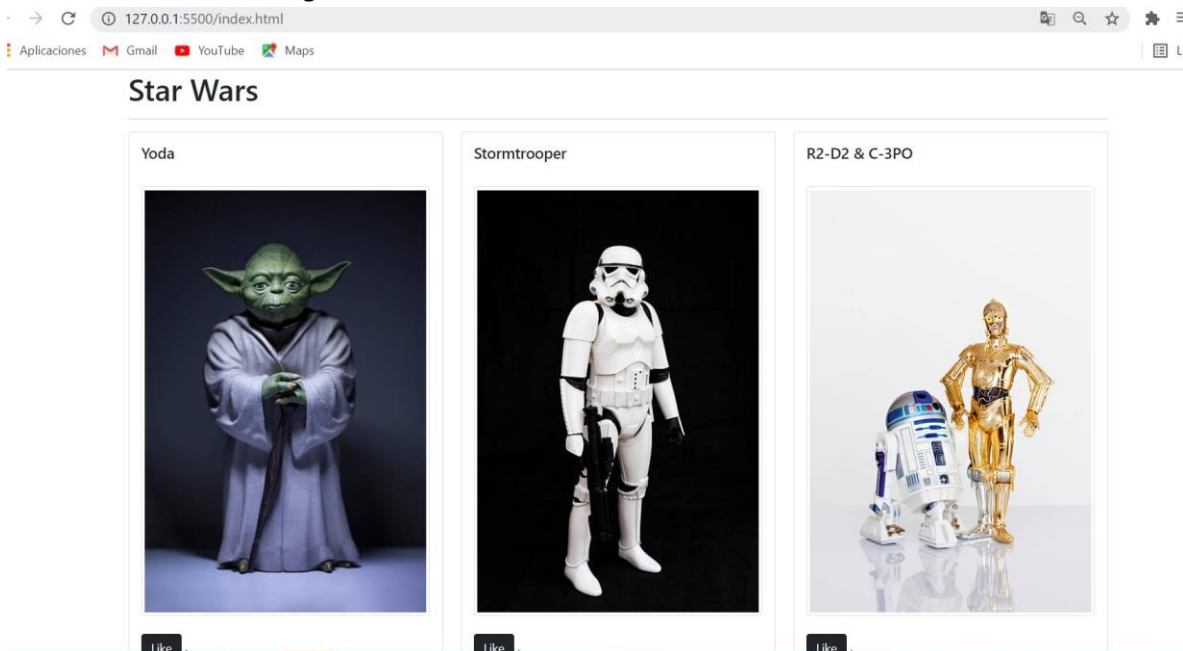 127.0.0.1:5500/index.html
Aplicaciones Gmail YouTube Maps
Star Wars
Yoda Stormtrooper R2-D2 & C-3PO
Like Like Like